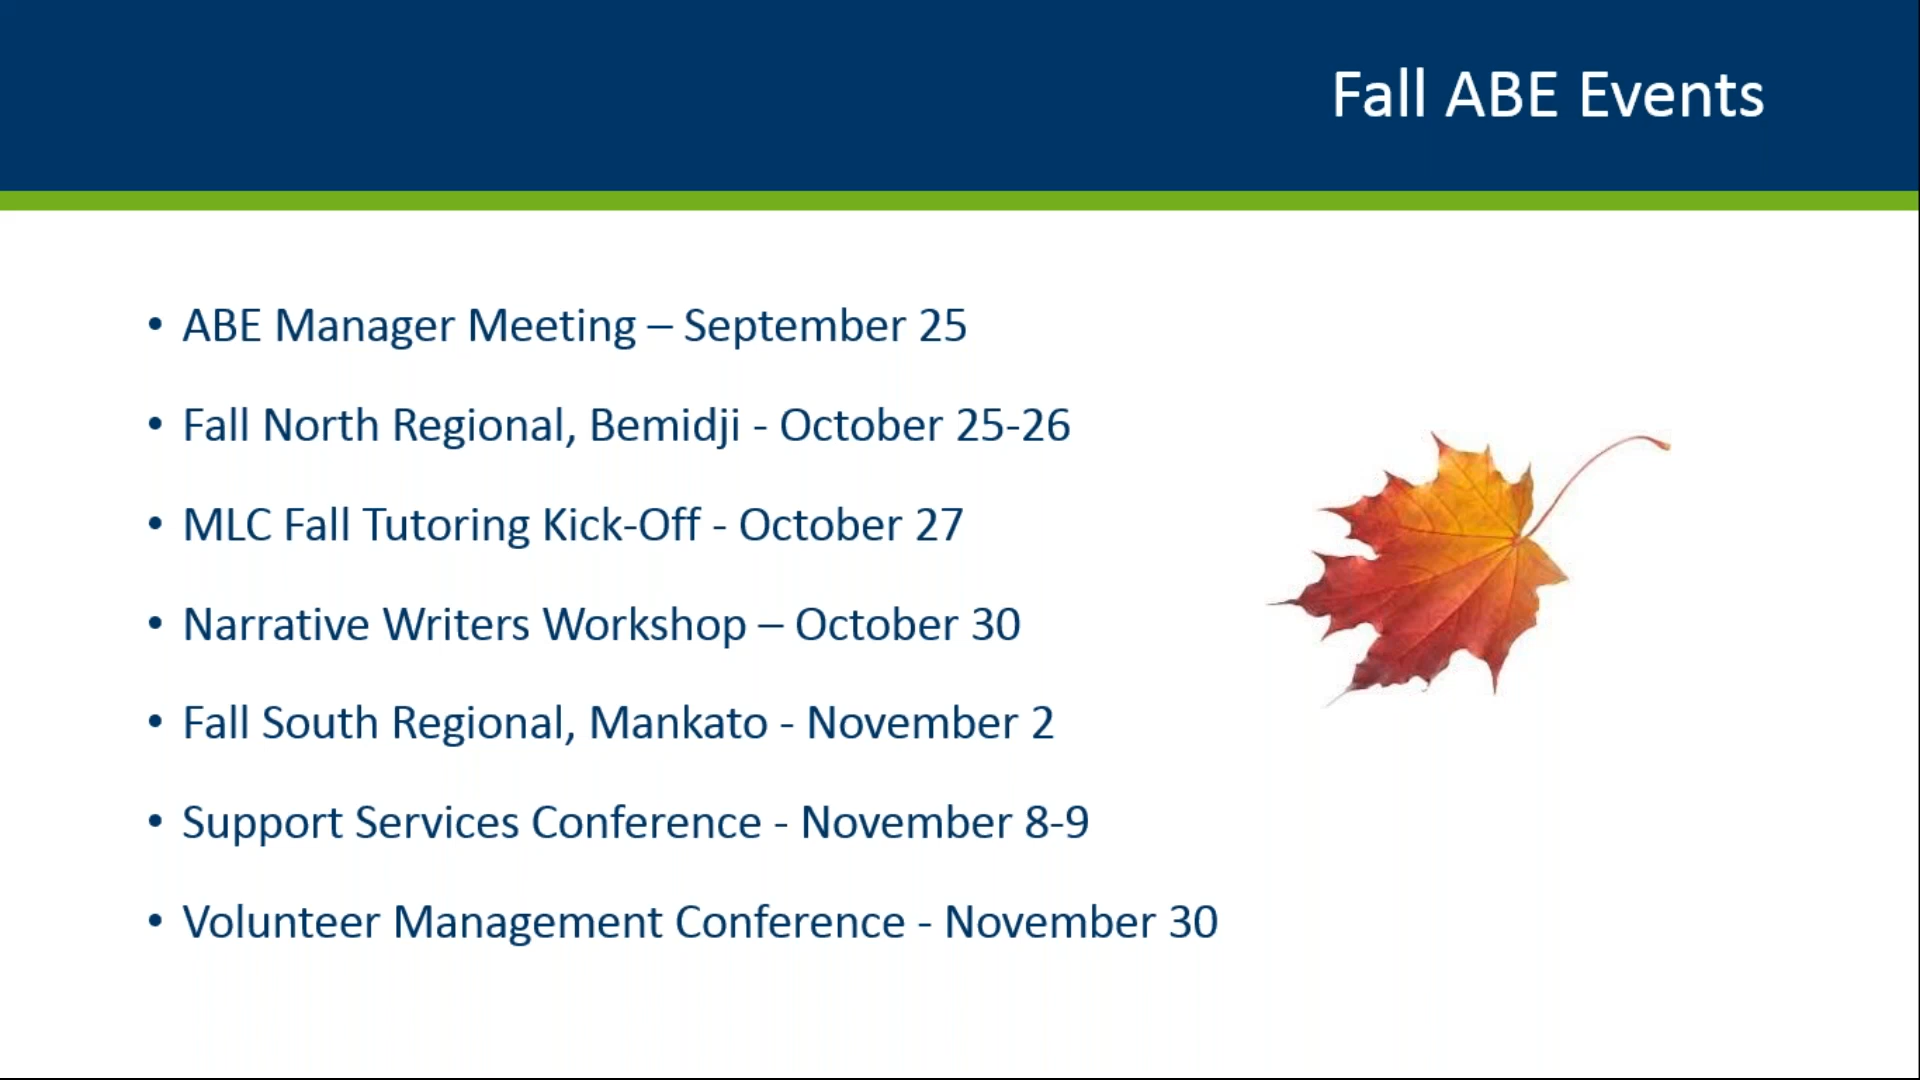 Fall ABE Events
• ABE Manager Meeting – September 25
• Fall North Regional, Bemidji - October 25-26
• MLC Fall Tutoring Kick-Off - October 27
• Narrative Writers Workshop – October 30
• Fall South Regional, Mankato - November 2
• Support Services Conference - November 8-9
• Volunteer Management Conference - November 30